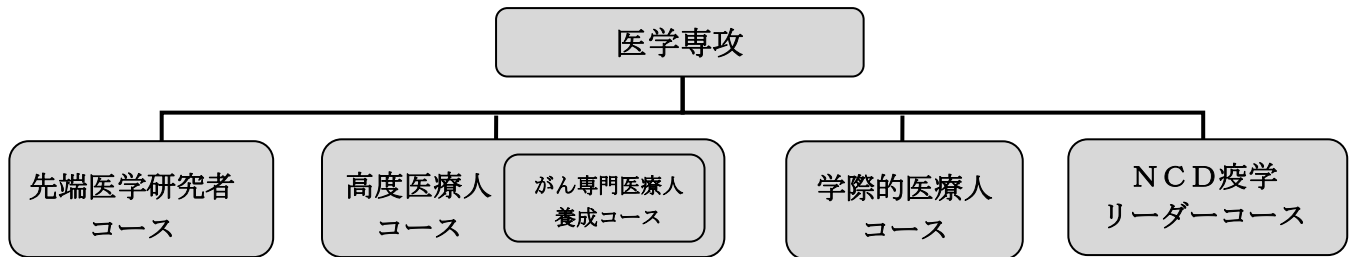 医学専攻
先端医学研究者
コース
高度医療人
コース
がん専門医療人
養成コース
学際的医療人
コース
ＮＣＤ疫学
リーダーコース